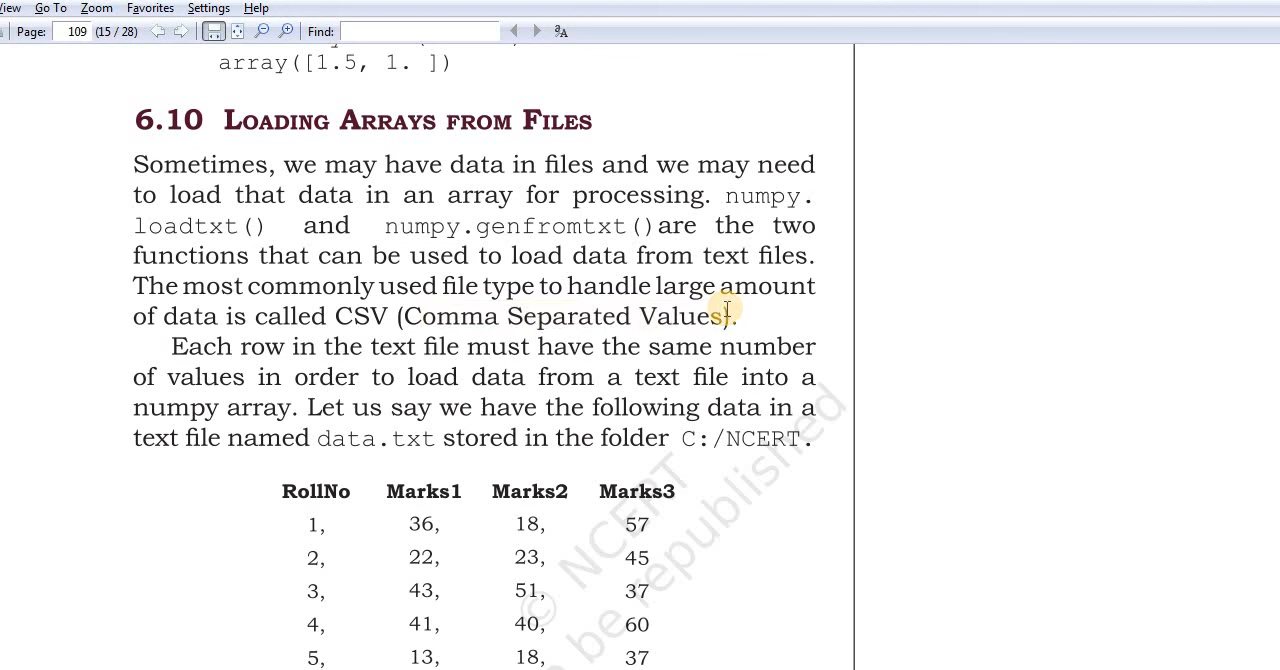 View Go To Zoom Favorites Settings Help
Page: 109 (15 / 28) Find:
array([1.5, 1. ])
6.10 Loading Arrays from Files
Sometimes, we may have data in files and we may need
to load that data in an array for processing. numpy.
loadtxt() and numpy.genfromtxt()are the two
functions that can be used to load data from text files.
The most commonly used file type to handle large amount
of data is called CSV (Comma Separated Values).
Each row in the text file must have the same number
of values in order to load data from a text file into a
numpy array. Let us say we have the following data in a
text file named data.txt stored in the folder C:/NCERT.
RollNo Marks1 Marks2 Marks3
1, 36, 18, 57
2, 22, 23, 45
3, 43, 51, 37
4, 41, 40, 60
5, 13, 18, 37
© NCERT
be republished